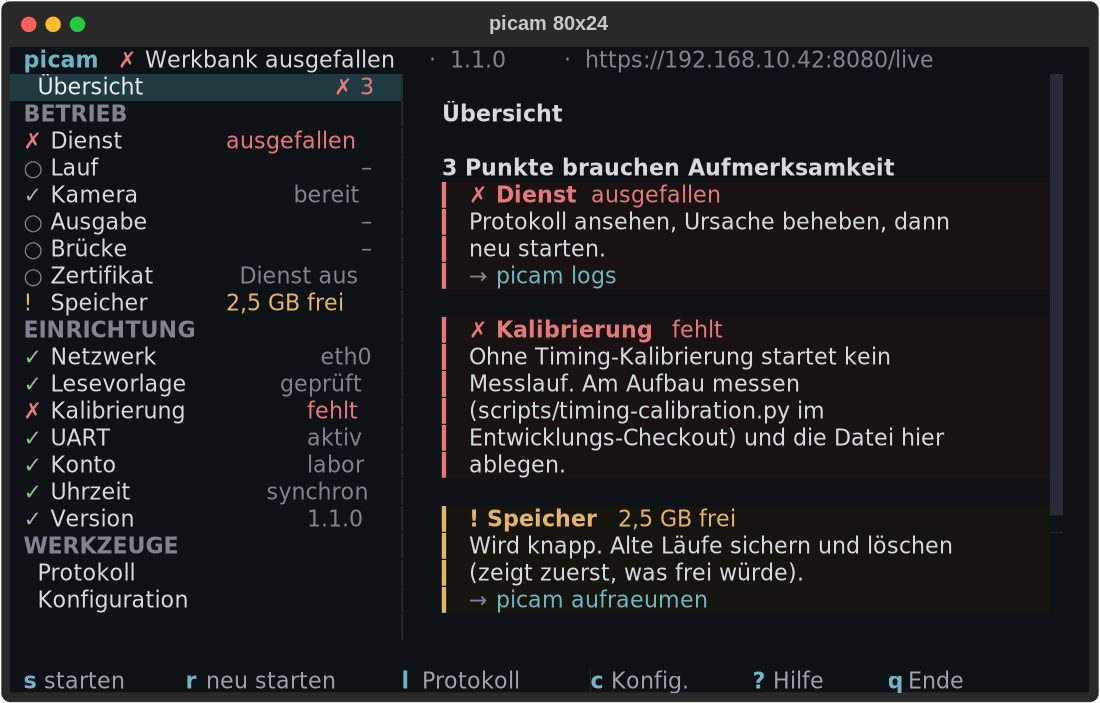 picam 80x24
picam ✗ Werkbank ausgefallen · 1.1.0 · https://192.168.10.42:8080/live
Übersicht ✗ 3
BETRIEB
✗ Dienst ausgefallen
○ Lauf –
✓ Kamera bereit
○ Ausgabe –
○ Brücke –
○ Zertifikat Dienst aus
! Speicher 2,5 GB frei
EINRICHTUNG
✓ Netzwerk eth0
✓ Lesevorlage geprüft
✗ Kalibrierung fehlt
✓ UART aktiv
✓ Konto labor
✓ Uhrzeit synchron
✓ Version 1.1.0
WERKZEUGE
Protokoll
Konfiguration
Übersicht
3 Punkte brauchen Aufmerksamkeit
✗ Dienst ausgefallen
Protokoll ansehen, Ursache beheben, dann
neu starten.
→ picam logs
✗ Kalibrierung fehlt
Ohne Timing-Kalibrierung startet kein
Messlauf. Am Aufbau messen
(scripts/timing-calibration.py im
Entwicklungs-Checkout) und die Datei hier
ablegen.
! Speicher 2,5 GB frei
Wird knapp. Alte Läufe sichern und löschen
(zeigt zuerst, was frei würde).
→ picam aufraeumen
s starten r neu starten l Protokoll c Konfig. ? Hilfe q Ende